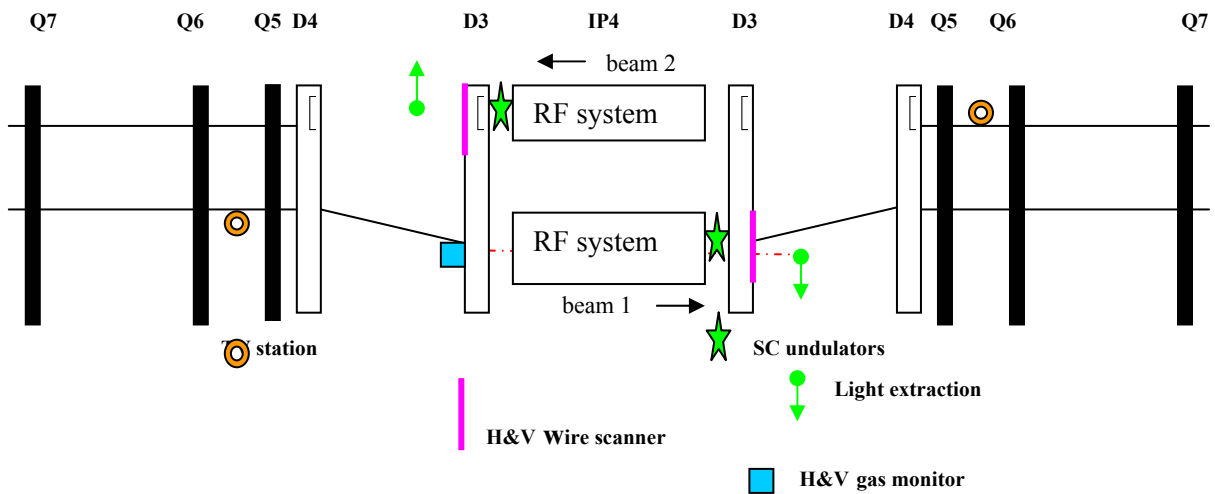 Q7 Q6 Q5 D4 D3 IP4 D3 D4 Q5 Q6 Q7
beam 2
RF system
RF system
beam 1
station SC undulators
Light extraction
H&V Wire scanner
H&V gas monitor